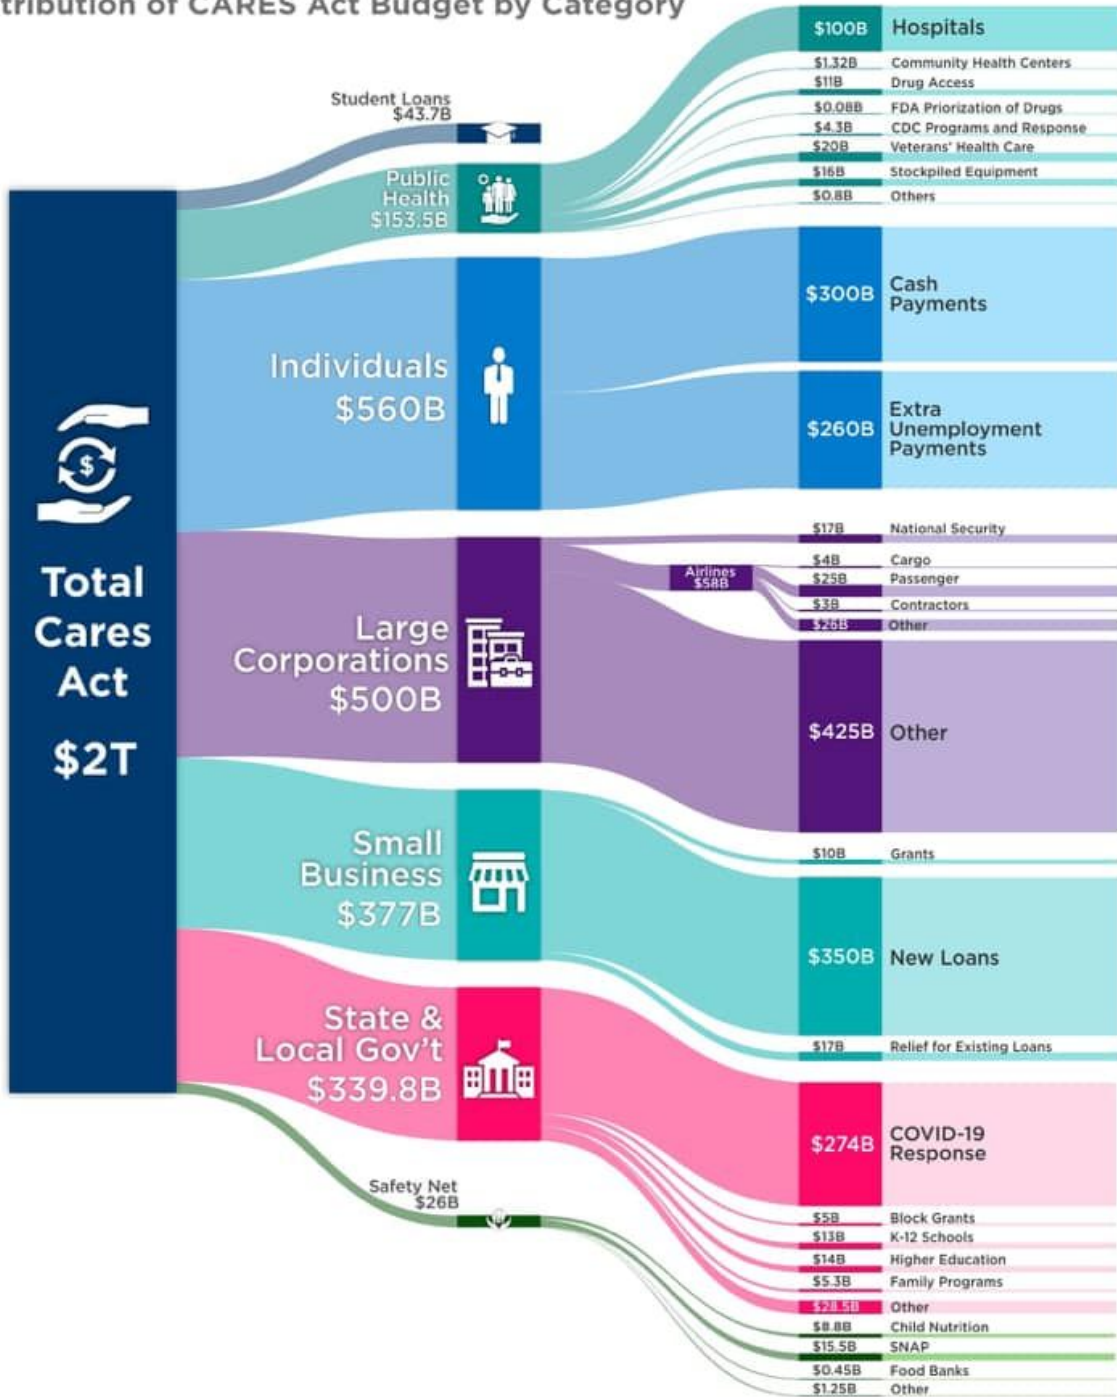 tribution of CARES Act Budget by Category
Student Loans
$43.7B
Public
Health
$153.5B
Individuals
$560B
Large
Corporations
$500B
Small
Business
$377B
State &
Local Gov't
$339.8B
Safety Net
$26B
$
Total
Cares
Act
$2T
Airlines
$58B
$100B Hospitals
$1.32B Community Health Centers
$11B Drug Access
$0.08B FDA Priorization of Drugs
$4.3B CDC Programs and Response
$20B Veterans' Health Care
$16B Stockpiled Equipment
$0.8B Others
$300B Cash
Payments
$260B Extra
Unemployment
Payments
$17B National Security
$4B Cargo
$25B Passenger
$3B Contractors
$26B Other
$425B Other
$10B Grants
$350B New Loans
$17B Relief for Existing Loans
$274B COVID-19
Response
$5B Block Grants
$13B K-12 Schools
$14B Higher Education
$5.3B Family Programs
$28.5B Other
$8.8B Child Nutrition
$15.5B SNAP
$0.45B Food Banks
$1.25B Other